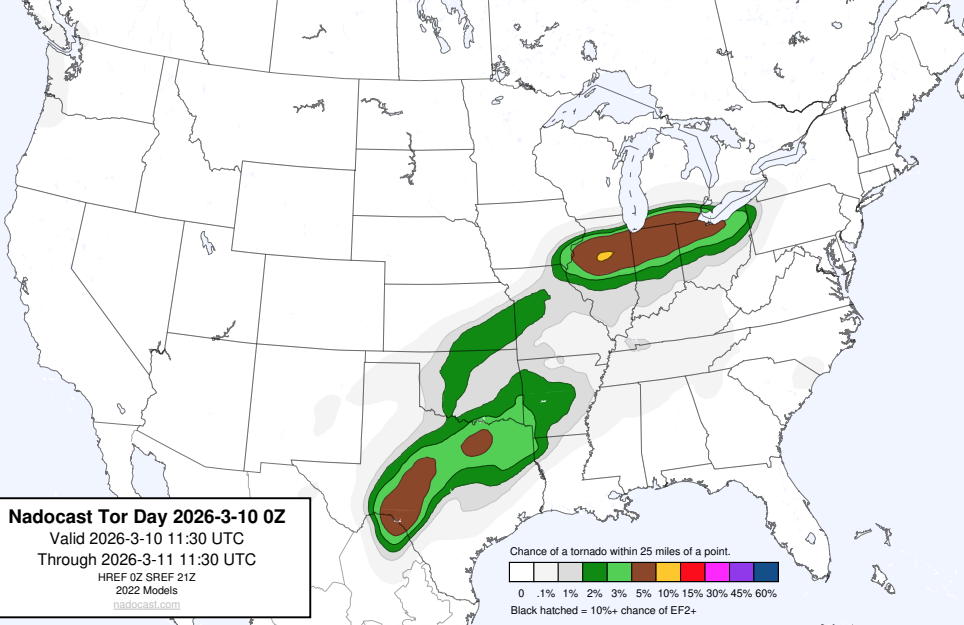 Nadocast Tor Day 2026-3-10 0Z
Valid 2026-3-10 11:30 UTC
Through 2026-3-11 11:30 UTC
HREF 0Z SREF 21Z
2022 Models
nadocast.com
Chance of a tornado within 25 miles of a point.
0 .1% 1% 2% 3% 5% 10% 15% 30% 45% 60%
Black hatched = 10%+ chance of EF2+